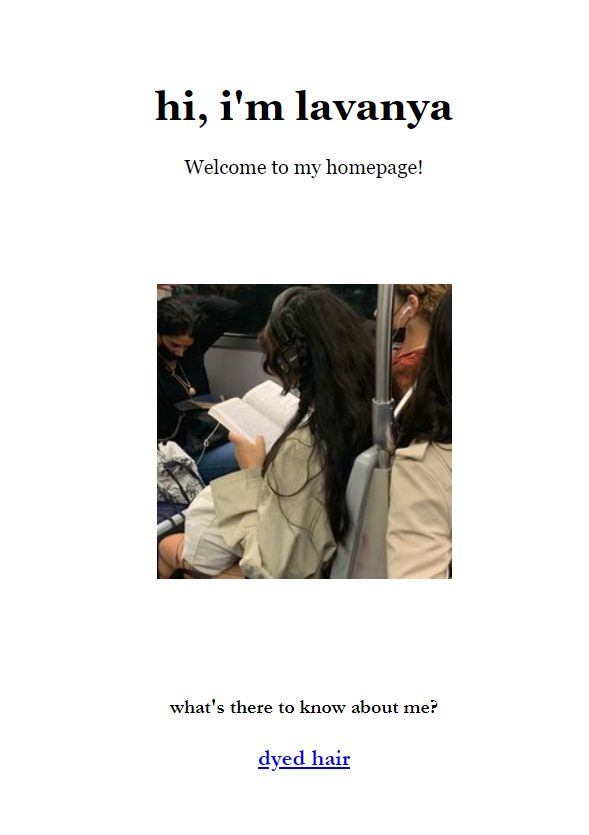 hi, i'm lavanya
Welcome to my homepage!
what's there to know about me?
dyed hair